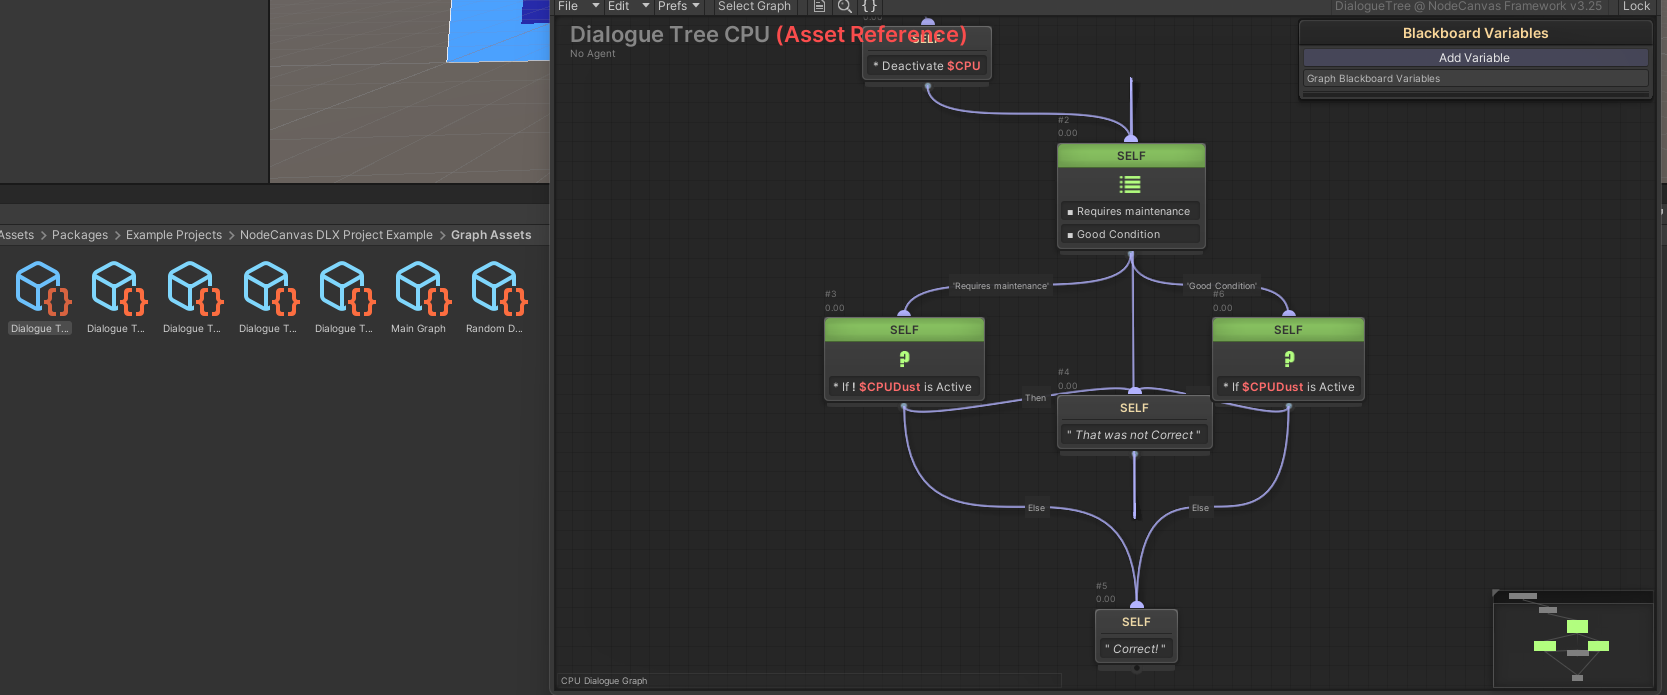 File
Edit
Prefs
Select Graph
{}
DialogueTree @ NodeCanvas Framework v3.25
Lock
Dialogue Tree CPU (Asset Reference)
No Agent
SELF
* Deactivate $CPU
Blackboard Variables
Add Variable
Graph Blackboard Variables
#2
0.00
SELF
Requires maintenance
Good Condition
Assets > Packages > Example Projects > NodeCanvas DLX Project Example > Graph Assets
Dialogue T...
Dialogue T...
Dialogue T...
Dialogue T...
Dialogue T...
Main Graph
Random D...
'Requires maintenance'
'Good Condition'
#3
0.00
SELF
?
* If ! $CPUDust is Active
#6
0.00
SELF
?
* If $CPUDust is Active
Then
#4
0.00
SELF
" That was not Correct "
Else
Else
#5
0.00
SELF
" Correct! "
CPU Dialogue Graph